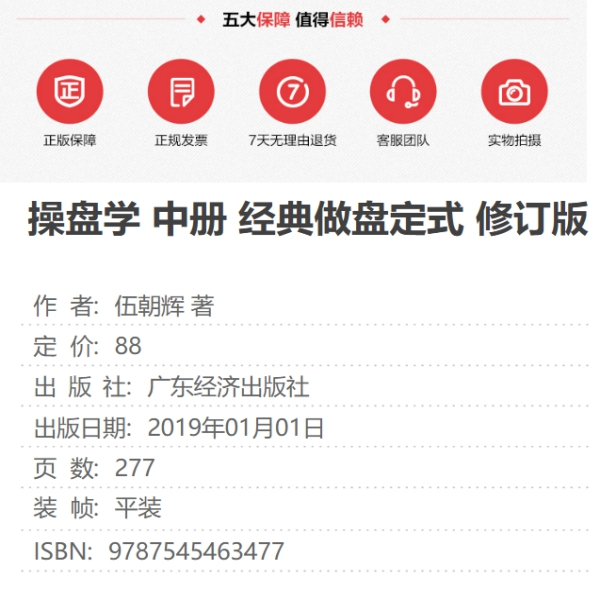 五大保障 值得信赖
正
7
正版保障 正规发票 7天无理由退货 客服团队 实物拍摄
操盘学 中册 经典做盘定式 修订版
作 者: 伍朝辉 著
定 价: 88
出 版 社: 广东经济出版社
出版日期: 2019年01月01日
页 数: 277
装 帧: 平装
ISBN: 9787545463477